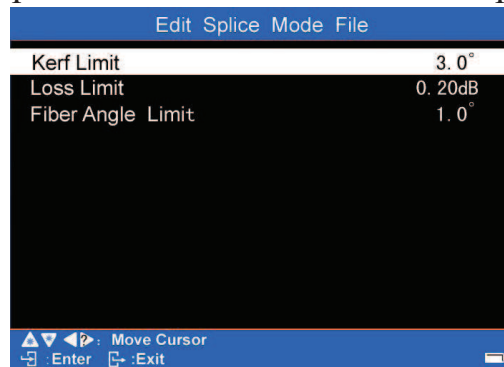 Edit Splice Mode File
Kerf Limit 3.0°
Loss Limit 0.20dB
Fiber Angle Limit 1.0°
: Move Cursor
:Enter :Exit